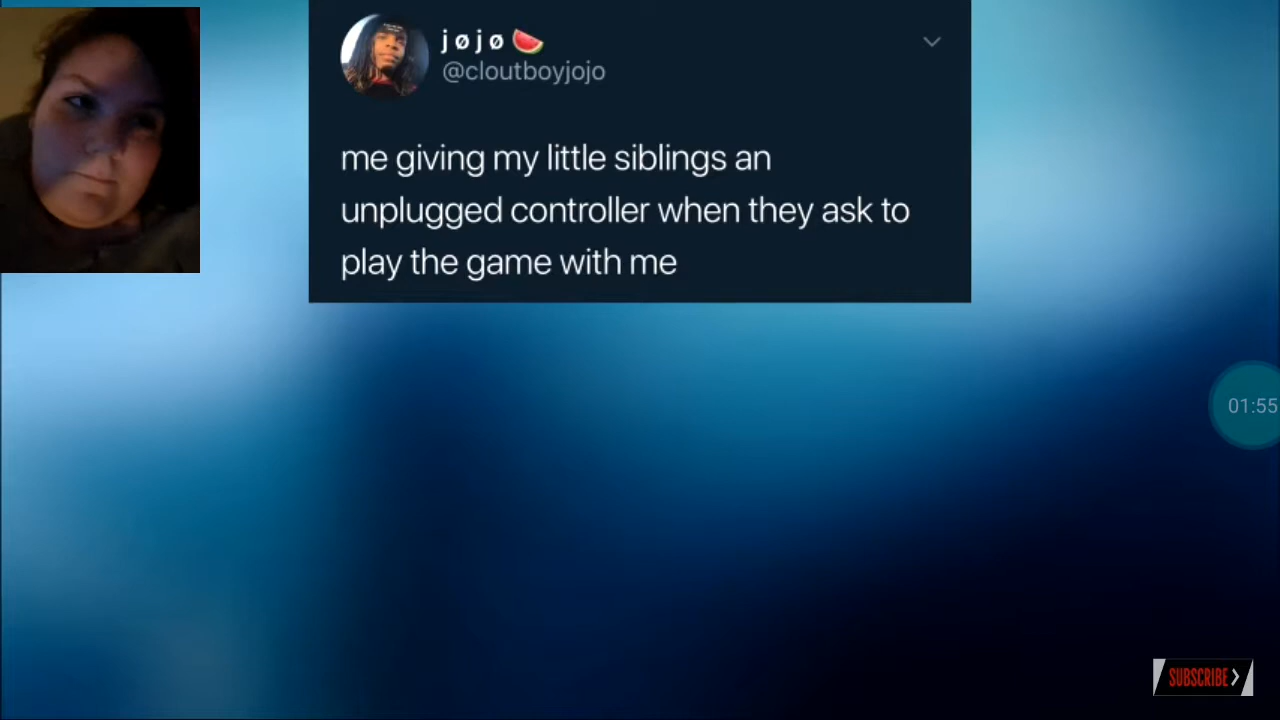 jøjø 🍉
@cloutboyjojo
me giving my little siblings an
unplugged controller when they ask to
play the game with me
01:55
SUBSCRIBE